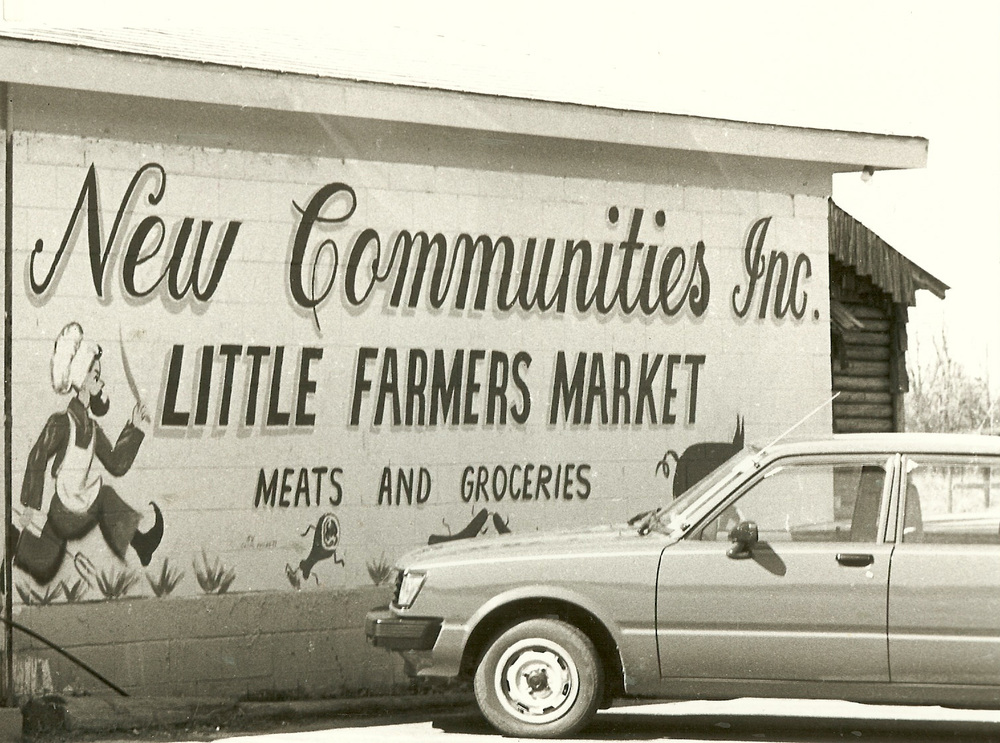 New Communities Inc.
LITTLE FARMERS MARKET
MEATS AND GROCERIES